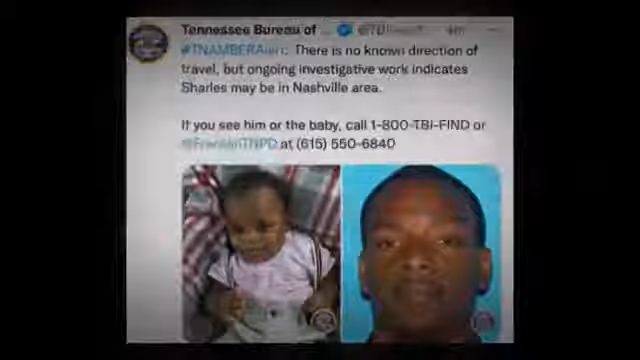 Tennessee Bureau of ...
#TNAMBERAlert: There is no known direction of
travel, but ongoing investigative work indicates
Sharles may be in Nashville area.
If you see him or the baby, call 1-800-TBI-FIND or
@FranklinTNPD at (615) 550-6840